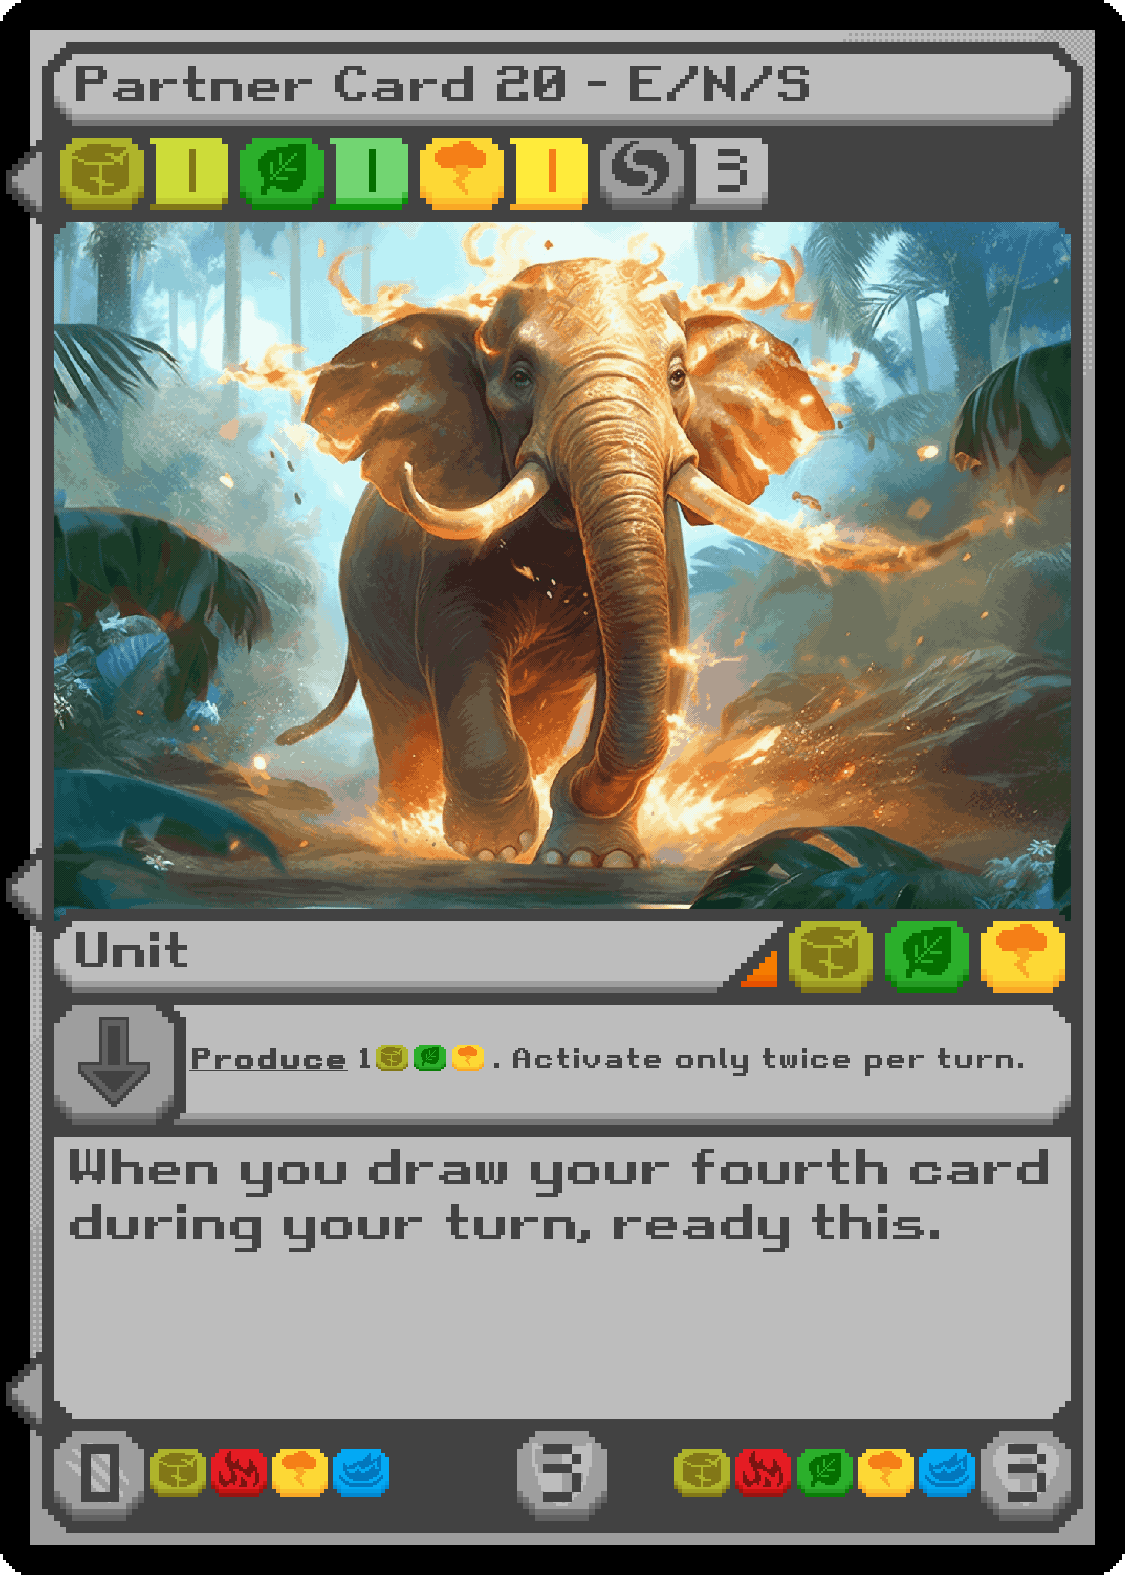 Partner Card 20 - E/N/S
1 1 1 3
Unit
Produce 1 . Activate only twice per turn.
When you draw your fourth card
during your turn, ready this.
0 3 3